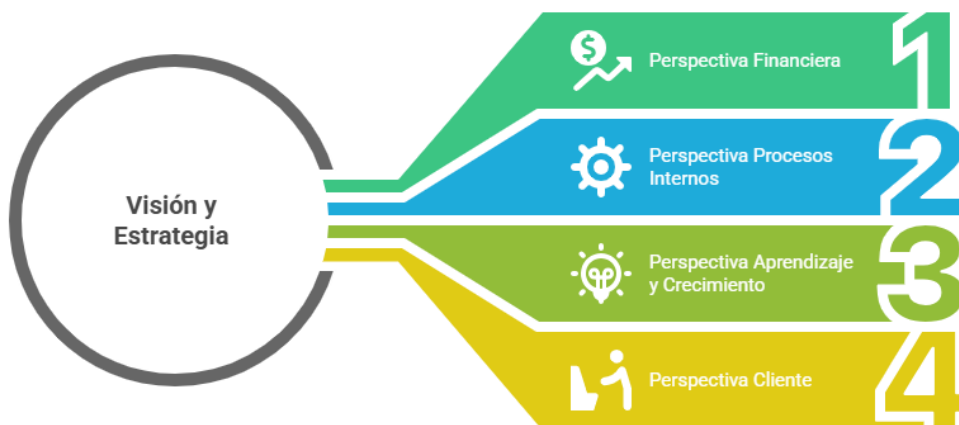 Visión y
Estrategia
$
Perspectiva Financiera
1
Perspectiva Procesos
Internos
2
Perspectiva Aprendizaje
y Crecimiento
3
Perspectiva Cliente
4